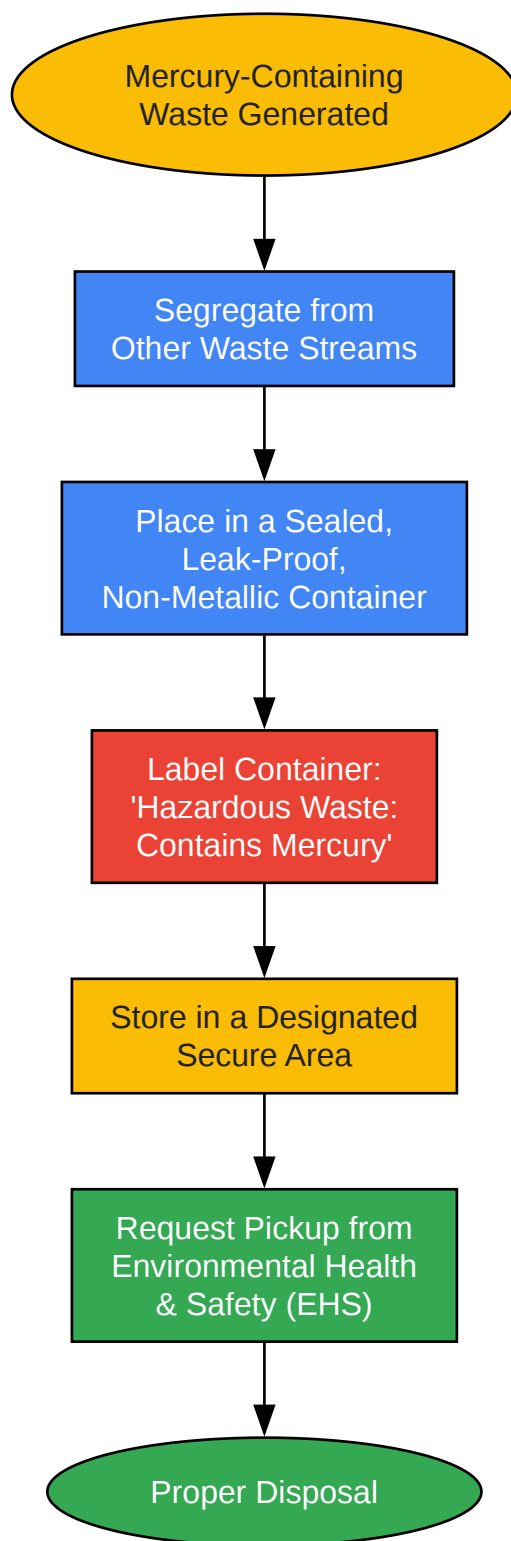 Mercury-Containing
Waste Generated
Segregate from
Other Waste Streams
Place in a Sealed,
Leak-Proof,
Non-Metallic Container
Label Container:
'Hazardous Waste:
Contains Mercury'
Store in a Designated
Secure Area
Request Pickup from
Environmental Health
& Safety (EHS)
Proper Disposal